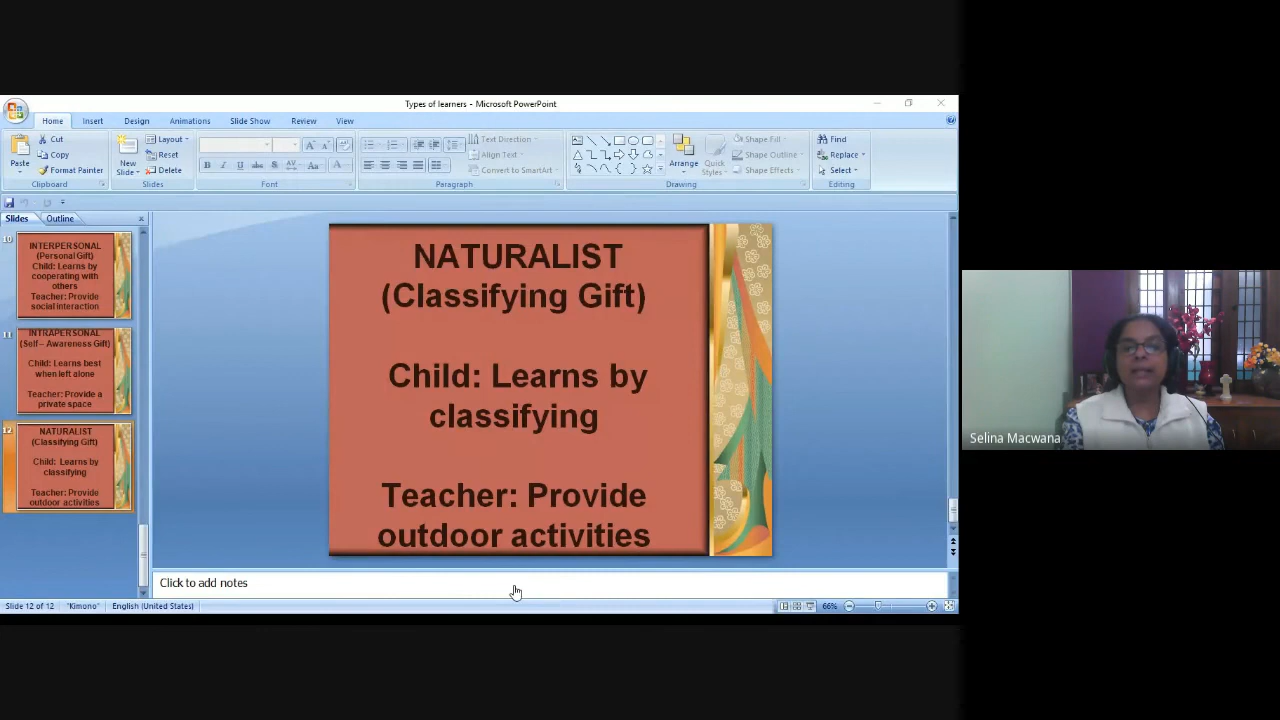 Types of learners - Microsoft PowerPoint
Home Insert Design Animations Slide Show Review View
Paste
Cut
Copy
Format Painter
Clipboard
New Slide
Layout
Reset
Delete
Slides
B I U abc S AV Aa A
Font
Text Direction
Align Text
Convert to SmartArt
Paragraph
Arrange
Quick Styles
Shape Fill
Shape Outline
Shape Effects
Drawing
Find
Replace
Select
Editing
Slides Outline
10
INTERPERSONAL
(Personal Gift)
Child: Learns by
cooperating with
others
Teacher: Provide
social interaction
11
INTRAPERSONAL
(Self – Awareness Gift)
Child: Learns best
when left alone
Teacher: Provide a
private space
12
NATURALIST
(Classifying Gift)
Child: Learns by
classifying
Teacher: Provide
outdoor activities
NATURALIST
(Classifying Gift)
Child: Learns by
classifying
Teacher: Provide
outdoor activities
Click to add notes
Slide 12 of 12 "Kimono" English (United States) 66%
Selina Macwana